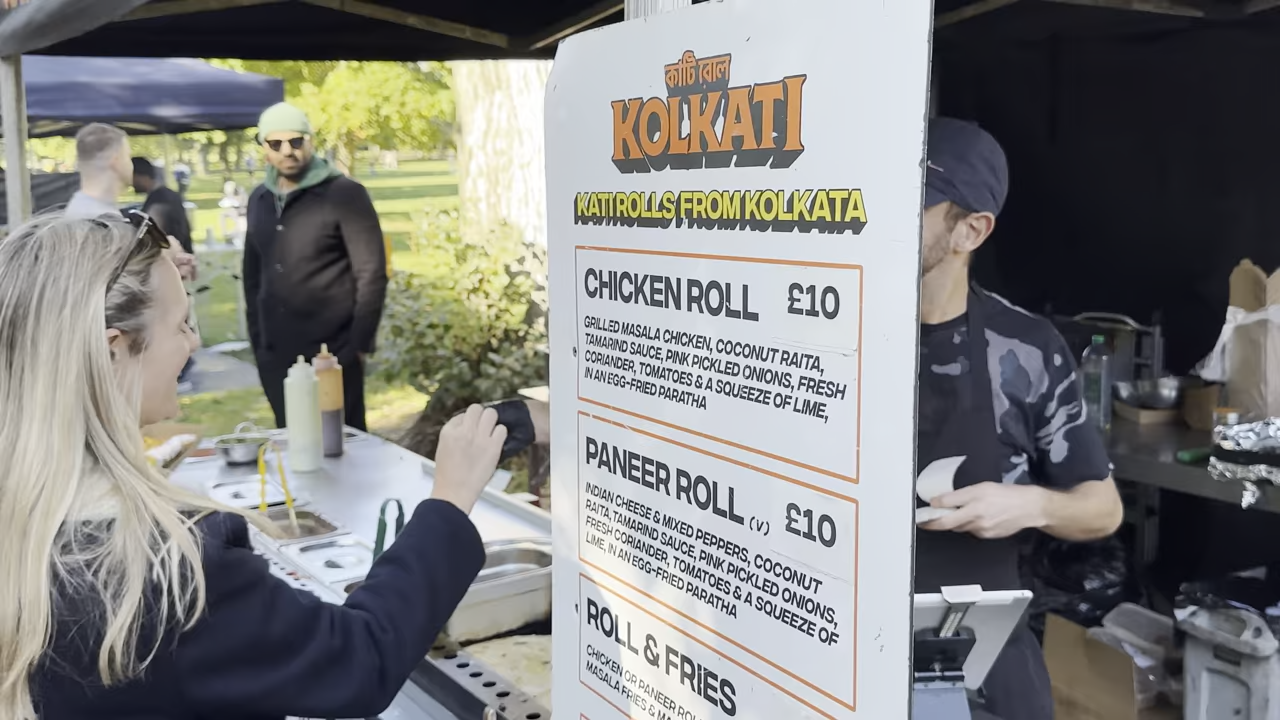 কাটি রোল
KOLKATI
KATI ROLLS FROM KOLKATA
CHICKEN ROLL £10
GRILLED MASALA CHICKEN, COCONUT RAITA,
TAMARIND SAUCE, PINK PICKLED ONIONS, FRESH
CORIANDER, TOMATOES & A SQUEEZE OF LIME,
IN AN EGG-FRIED PARATHA
PANEER ROLL (V) £10
INDIAN CHEESE & MIXED PEPPERS, COCONUT
RAITA, TAMARIND SAUCE, PINK PICKLED ONIONS,
FRESH CORIANDER, TOMATOES & A SQUEEZE OF
LIME, IN AN EGG-FRIED PARATHA
ROLL & FRIES
CHICKEN OR PANEER ROLL
MASALA FRIES &